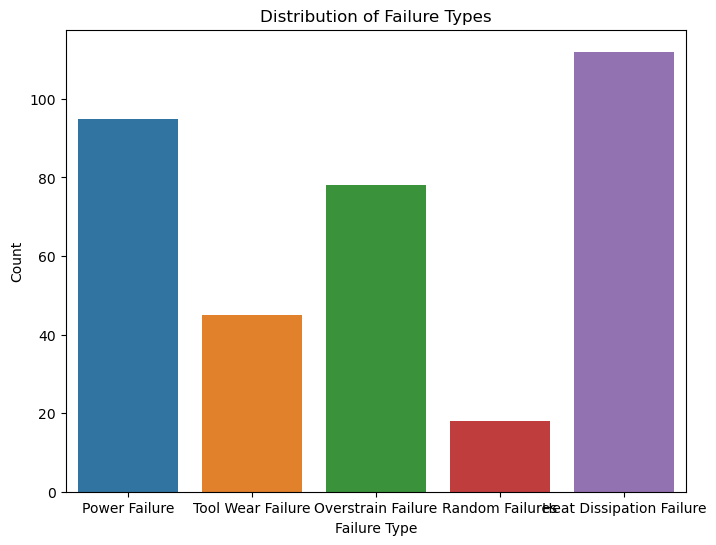 Distribution of Failure Types
Count
100
80
60
40
20
0
Power Failure
Tool Wear Failure
Overstrain Failure
Random Failures
Heat Dissipation Failure
Failure Type